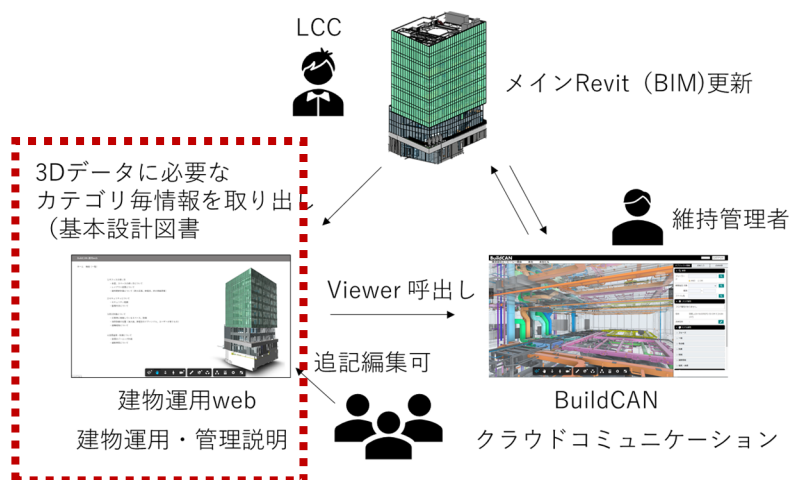 LCC
メインRevit（BIM)更新
3Dデータに必要な
カテゴリ毎情報を取り出し
（基本設計図書
維持管理者
BuildCAN
Viewer 呼出し
追記編集可
建物運用web
建物運用・管理説明
BuildCAN
クラウドコミュニケーション